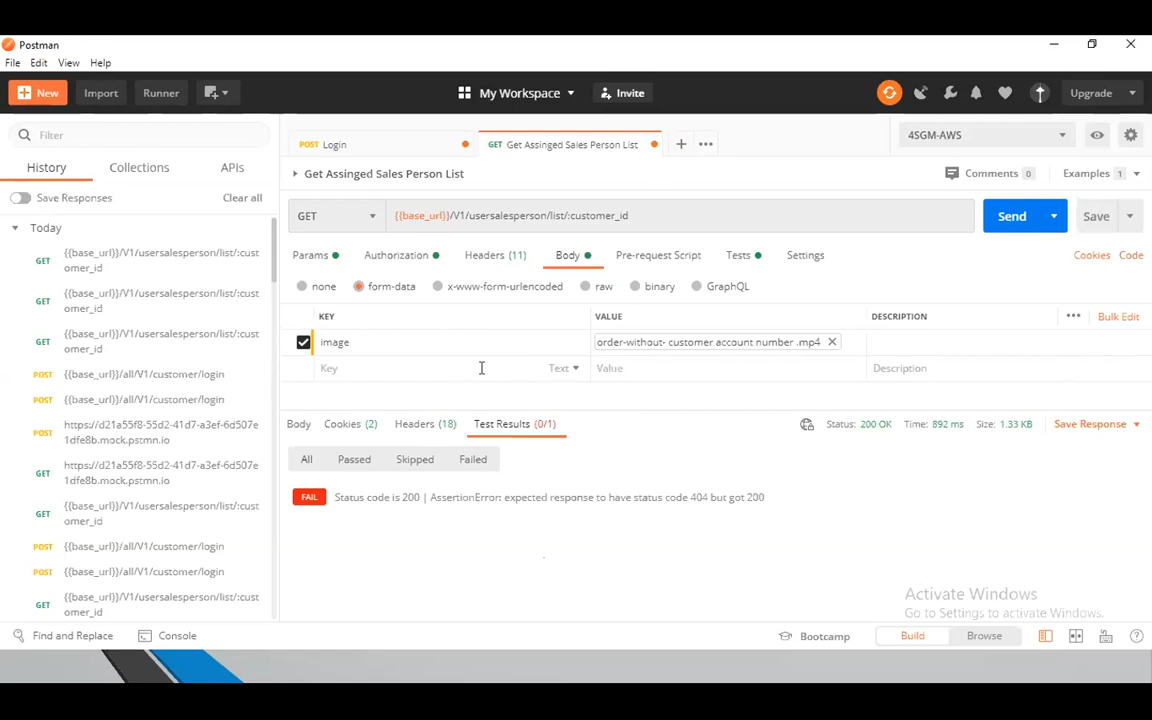 Postman
File Edit View Help
New Import Runner My Workspace Invite Upgrade
Filter
History Collections APIs
Save Responses Clear all
Today
GET {{base_url}}/V1/usersalesperson/list/:cust
omer_id
GET {{base_url}}/V1/usersalesperson/list/:cust
omer_id
GET {{base_url}}/V1/usersalesperson/list/:cust
omer_id
POST {{base_url}}/all/V1/customer/login
POST {{base_url}}/all/V1/customer/login
POST https://d21a55f8-55d2-41d7-a3ef-6d507e
1dfe8b.mock.pstmn.io
GET https://d21a55f8-55d2-41d7-a3ef-6d507e
1dfe8b.mock.pstmn.io
GET {{base_url}}/V1/usersalesperson/list/:cust
omer_id
POST {{base_url}}/all/V1/customer/login
POST {{base_url}}/all/V1/customer/login
GET {{base_url}}/V1/usersalesperson/list/:cust
omer_id
POST Login GET Get Assinged Sales Person List 4SGM-AWS
Get Assinged Sales Person List Comments 0 Examples 1
GET {{base_url}}/V1/usersalesperson/list/:customer_id Send Save
Params Authorization Headers (11) Body Pre-request Script Tests Settings Cookies Code
none form-data x-www-form-urlencoded raw binary GraphQL
KEY VALUE DESCRIPTION Bulk Edit
image order-without- customer account number .mp4
Key Text Value Description
Body Cookies (2) Headers (18) Test Results (0/1) Status: 200 OK Time: 892 ms Size: 1.33 KB Save Response
All Passed Skipped Failed
FAIL Status code is 200 | AssertionError: expected response to have status code 404 but got 200
Activate Windows
Go to Settings to activate Windows.
Find and Replace Console Bootcamp Build Browse